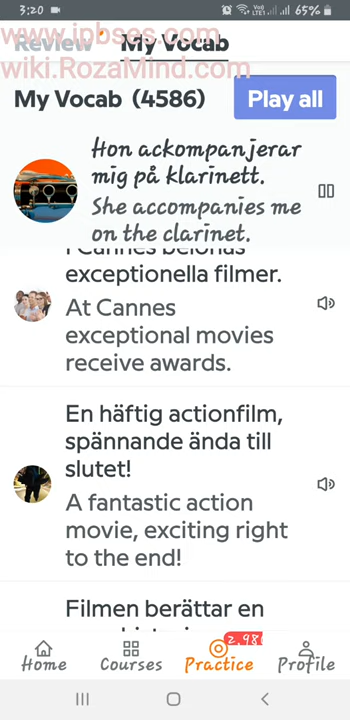 3:20
65%
www.ipbses.com
Review
My Vocab
wiki.RozaMind.com
My Vocab (4586)
Play all
Hon ackompanjerar
mig på klarinett.
She accompanies me
on the clarinet.
I Cannes belönas
exceptionella filmer.
At Cannes
exceptional movies
receive awards.
En häftig actionfilm,
spännande ända till
slutet!
A fantastic action
movie, exciting right
to the end!
Filmen berättar en
2.98
Home
Courses
Practice
Profile